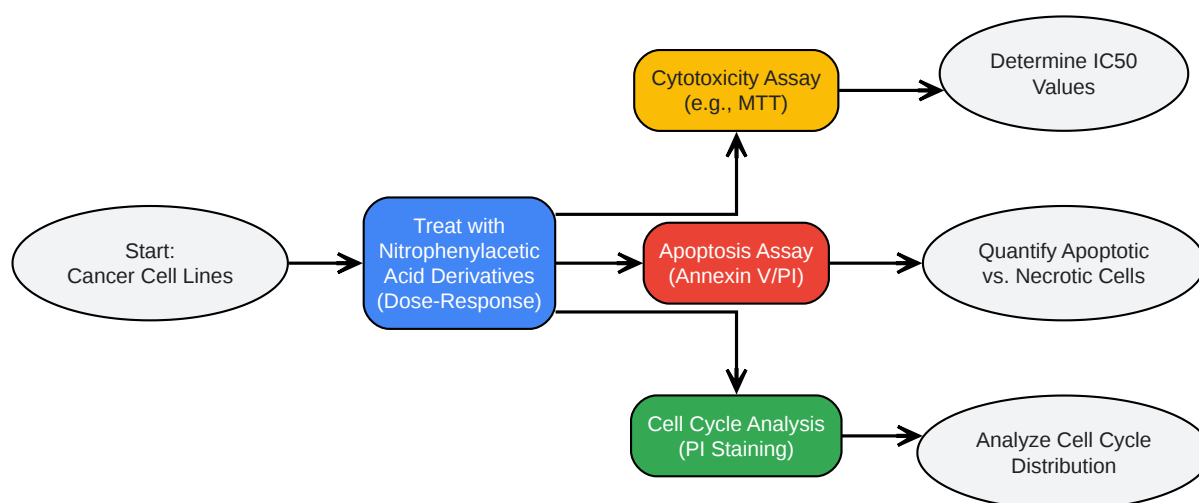 Start:
Cancer Cell Lines
Treat with
Nitrophenylacetic
Acid Derivatives
(Dose-Response)
Cytotoxicity Assay
(e.g., MTT)
Determine IC50
Values
Apoptosis Assay
(Annexin V/PI)
Quantify Apoptotic
vs. Necrotic Cells
Cell Cycle Analysis
(PI Staining)
Analyze Cell Cycle
Distribution